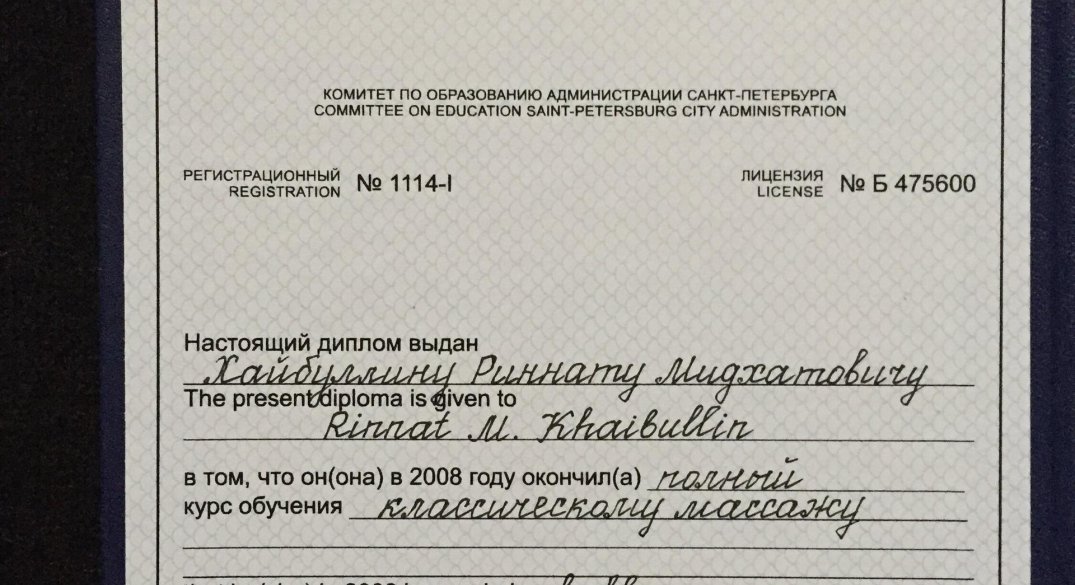 КОМИТЕТ ПО ОБРАЗОВАНИЮ АДМИНИСТРАЦИИ САНКТ-ПЕТЕРБУРГА
COMMITTEE ON EDUCATION SAINT-PETERSBURG CITY ADMINISTRATION
РЕГИСТРАЦИОННЫЙ
REGISTRATION
№ 1114-I
ЛИЦЕНЗИЯ
LICENSE
№ Б 475600
Настоящий диплом выдан
Хайбуллину Риннату Мидхатовичу
The present diploma is given to
Rinnat M. Khaibullin
в том, что он(она) в 2008 году окончил(а) полный
курс обучения классическому массажу